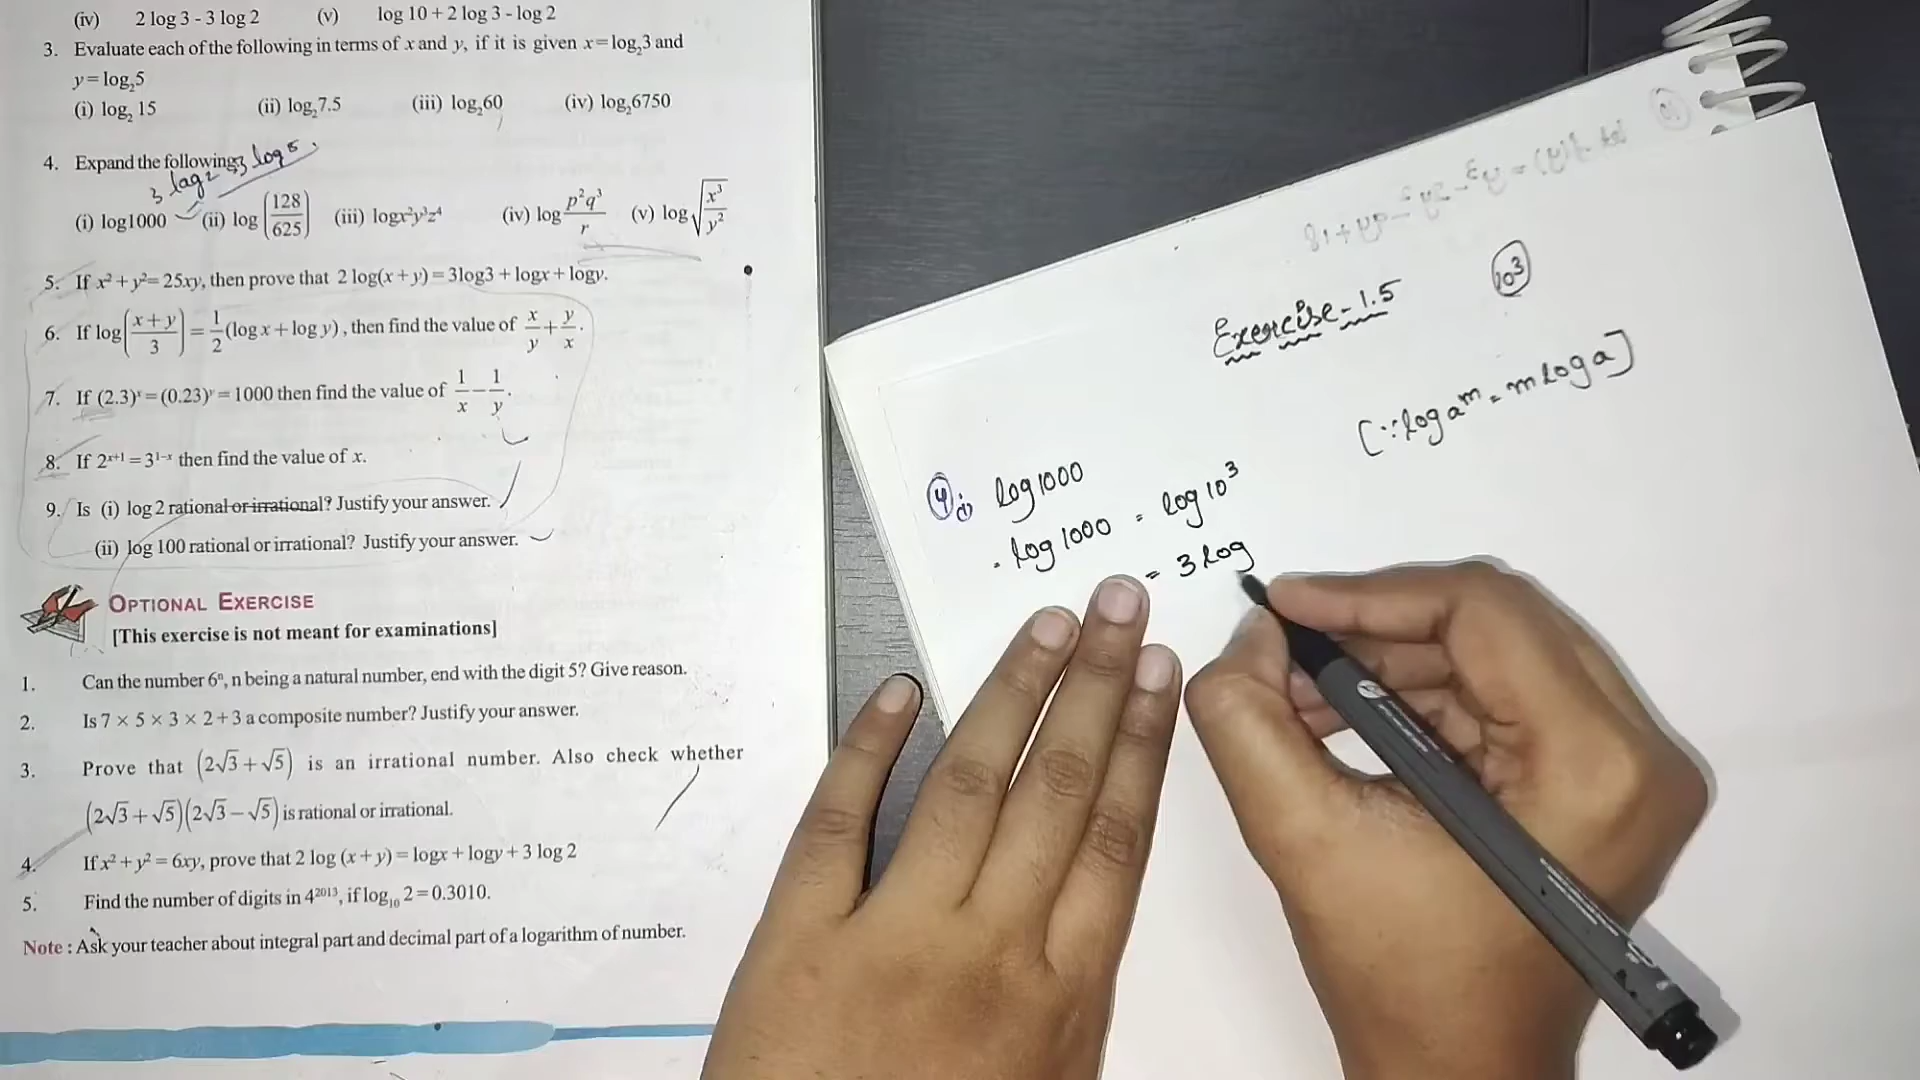 (iv) 2 log 3 - 3 log 2 (v) log 10 + 2 log 3 - log 2
3. Evaluate each of the following in terms of x and y, if it is given x = log₂3 and
y = log₂5
(i) log₂ 15 (ii) log₂7.5 (iii) log₂60 (iv) log₂6750
4. Expand the following
3 log 2 + 3 log 5.
(i) log1000 (ii) log (128/625) (iii) logx²y³z⁴ (iv) log p²q³/r (v) log √(x³/y²)
5. If x² + y² = 25xy, then prove that 2 log(x + y) = 3log3 + logx + logy.
6. If log((x + y)/3) = 1/2 (log x + log y), then find the value of x/y + y/x.
7. If (2.3)ˣ = (0.23)ʸ = 1000 then find the value of 1/x − 1/y.
8. If 2ˣ⁺¹ = 3¹⁻ˣ then find the value of x.
9. Is (i) log 2 rational or irrational? Justify your answer.
(ii) log 100 rational or irrational? Justify your answer.
OPTIONAL EXERCISE
[This exercise is not meant for examinations]
1. Can the number 6ⁿ, n being a natural number, end with the digit 5? Give reason.
2. Is 7 × 5 × 3 × 2 + 3 a composite number? Justify your answer.
3. Prove that (2√3 + √5) is an irrational number. Also check whether
(2√3 + √5)(2√3 − √5) is rational or irrational.
4. If x² + y² = 6xy, prove that 2 log (x + y) = logx + logy + 3 log 2
5. Find the number of digits in 4²⁰¹³, if log₁₀ 2 = 0.3010.
Note : Ask your teacher about integral part and decimal part of a logarithm of number.
Exercise - 1.5
10³
[∵ log aᵐ = m log a]
4. (i) log 1000
log 1000 = log 10³
= 3 log